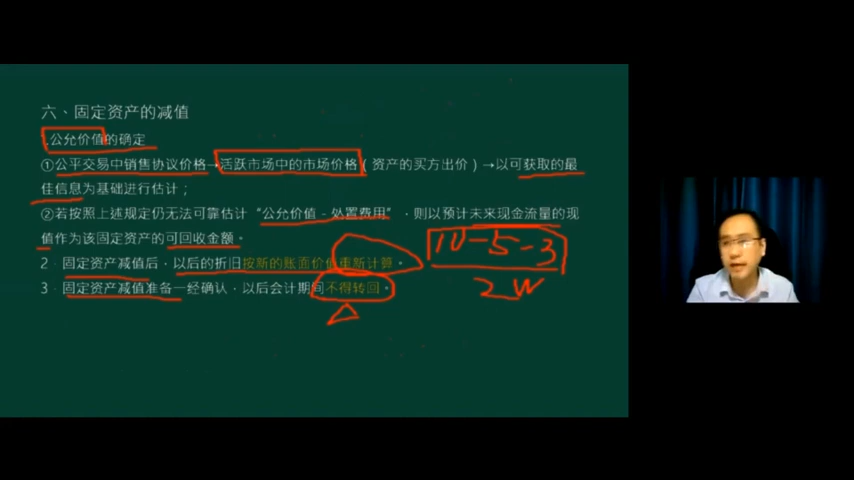 六、固定资产的减值
1.公允价值的确定
①公平交易中销售协议价格→活跃市场中的市场价格（资产的买方出价）→以可获取的最
佳信息为基础进行估计；
②若按照上述规定仍无法可靠估计“公允价值-处置费用”，则以预计未来现金流量的现
值作为该固定资产的可回收金额。
2．固定资产减值后，以后的折旧按新的账面价值重新计算。
10-5-3
3．固定资产减值准备一经确认，以后会计期间不得转回。
2W